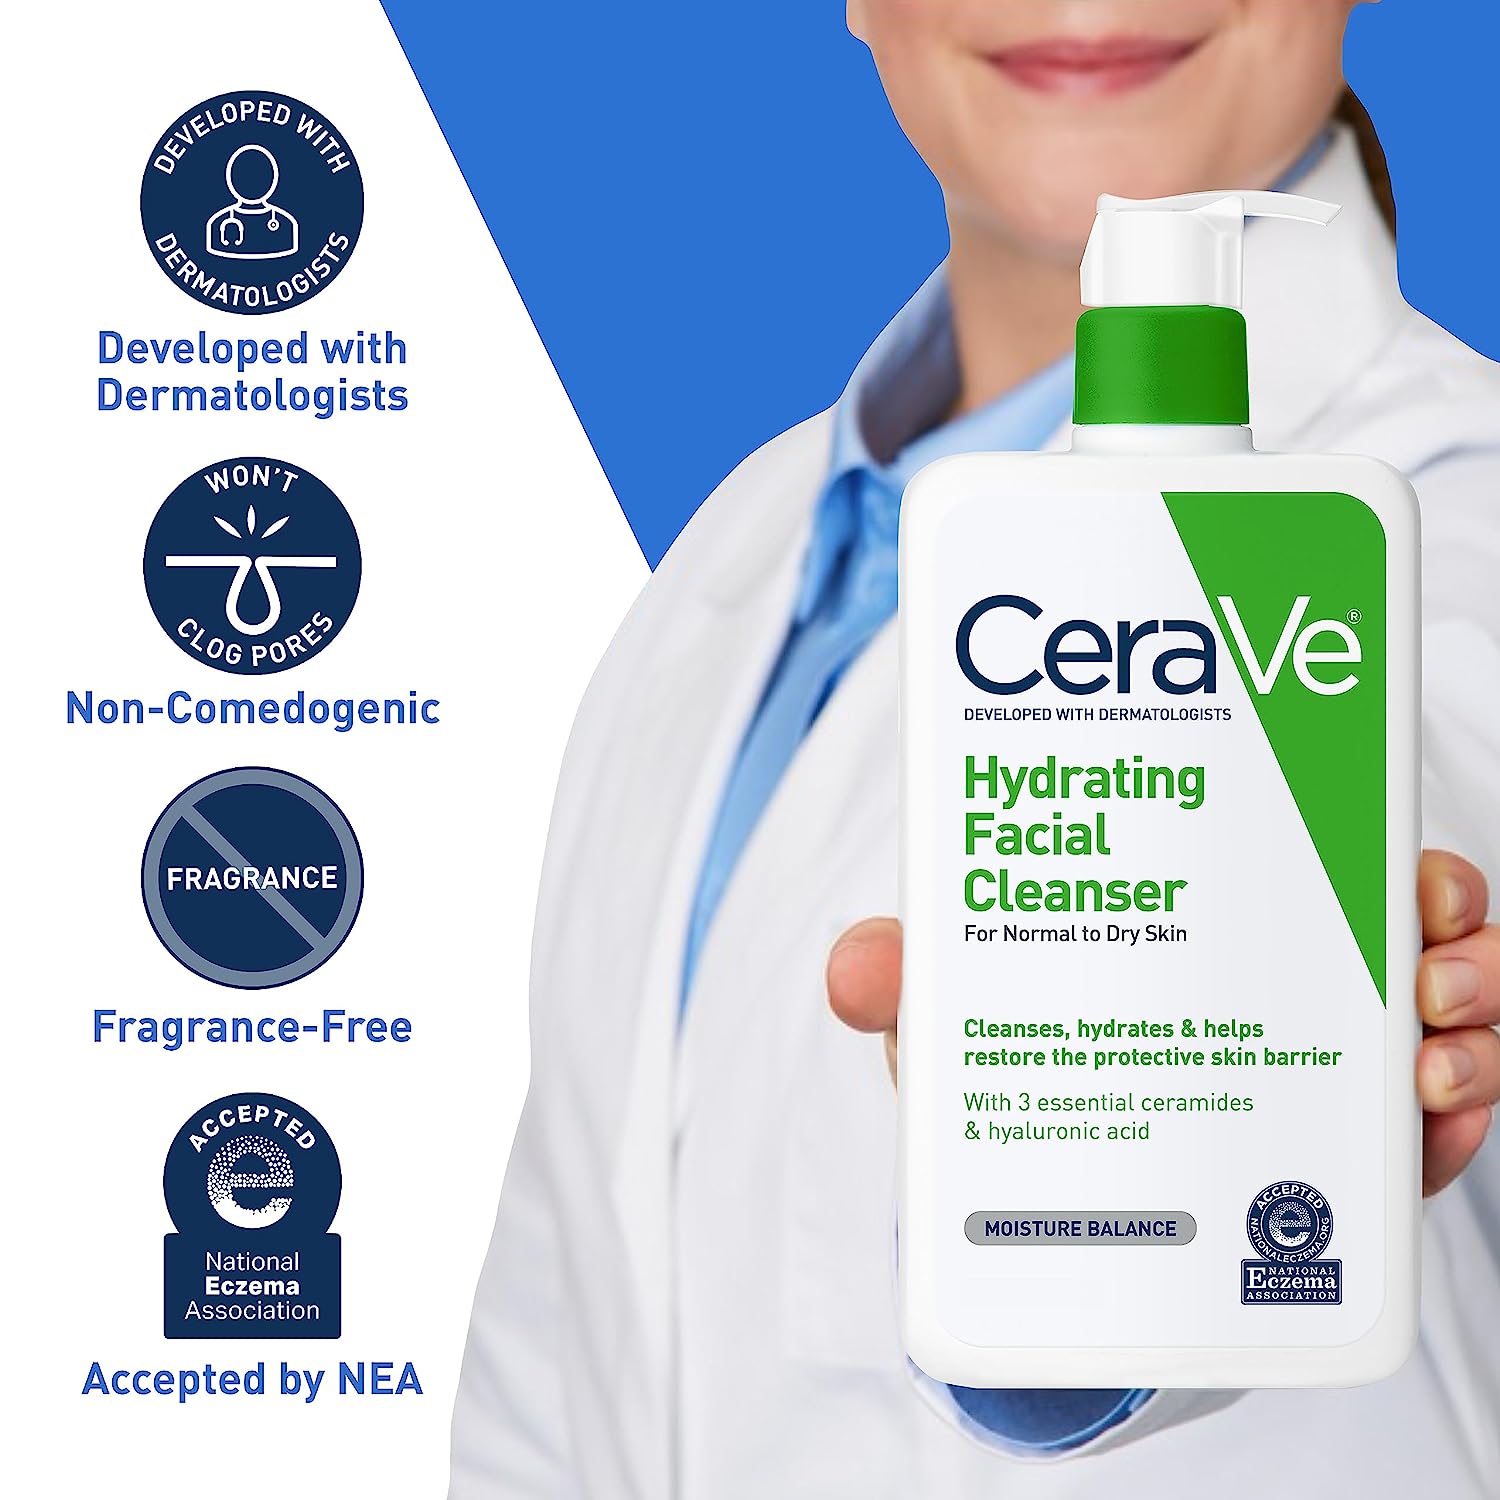 DEVELOPED WITH
DERMATOLOGISTS
Developed with
Dermatologists
WON'T
CLOG PORES
Non-Comedogenic
FRAGRANCE
Fragrance-Free
ACCEPTED
e
National
Eczema
Association
Accepted by NEA
CeraVe®
DEVELOPED WITH DERMATOLOGISTS
Hydrating
Facial
Cleanser
For Normal to Dry Skin
Cleanses, hydrates & helps
restore the protective skin barrier
With 3 essential ceramides
& hyaluronic acid
MOISTURE BALANCE
ACCEPTED
e
NATIONALECZEMA.ORG
NATIONAL
Eczema
ASSOCIATION